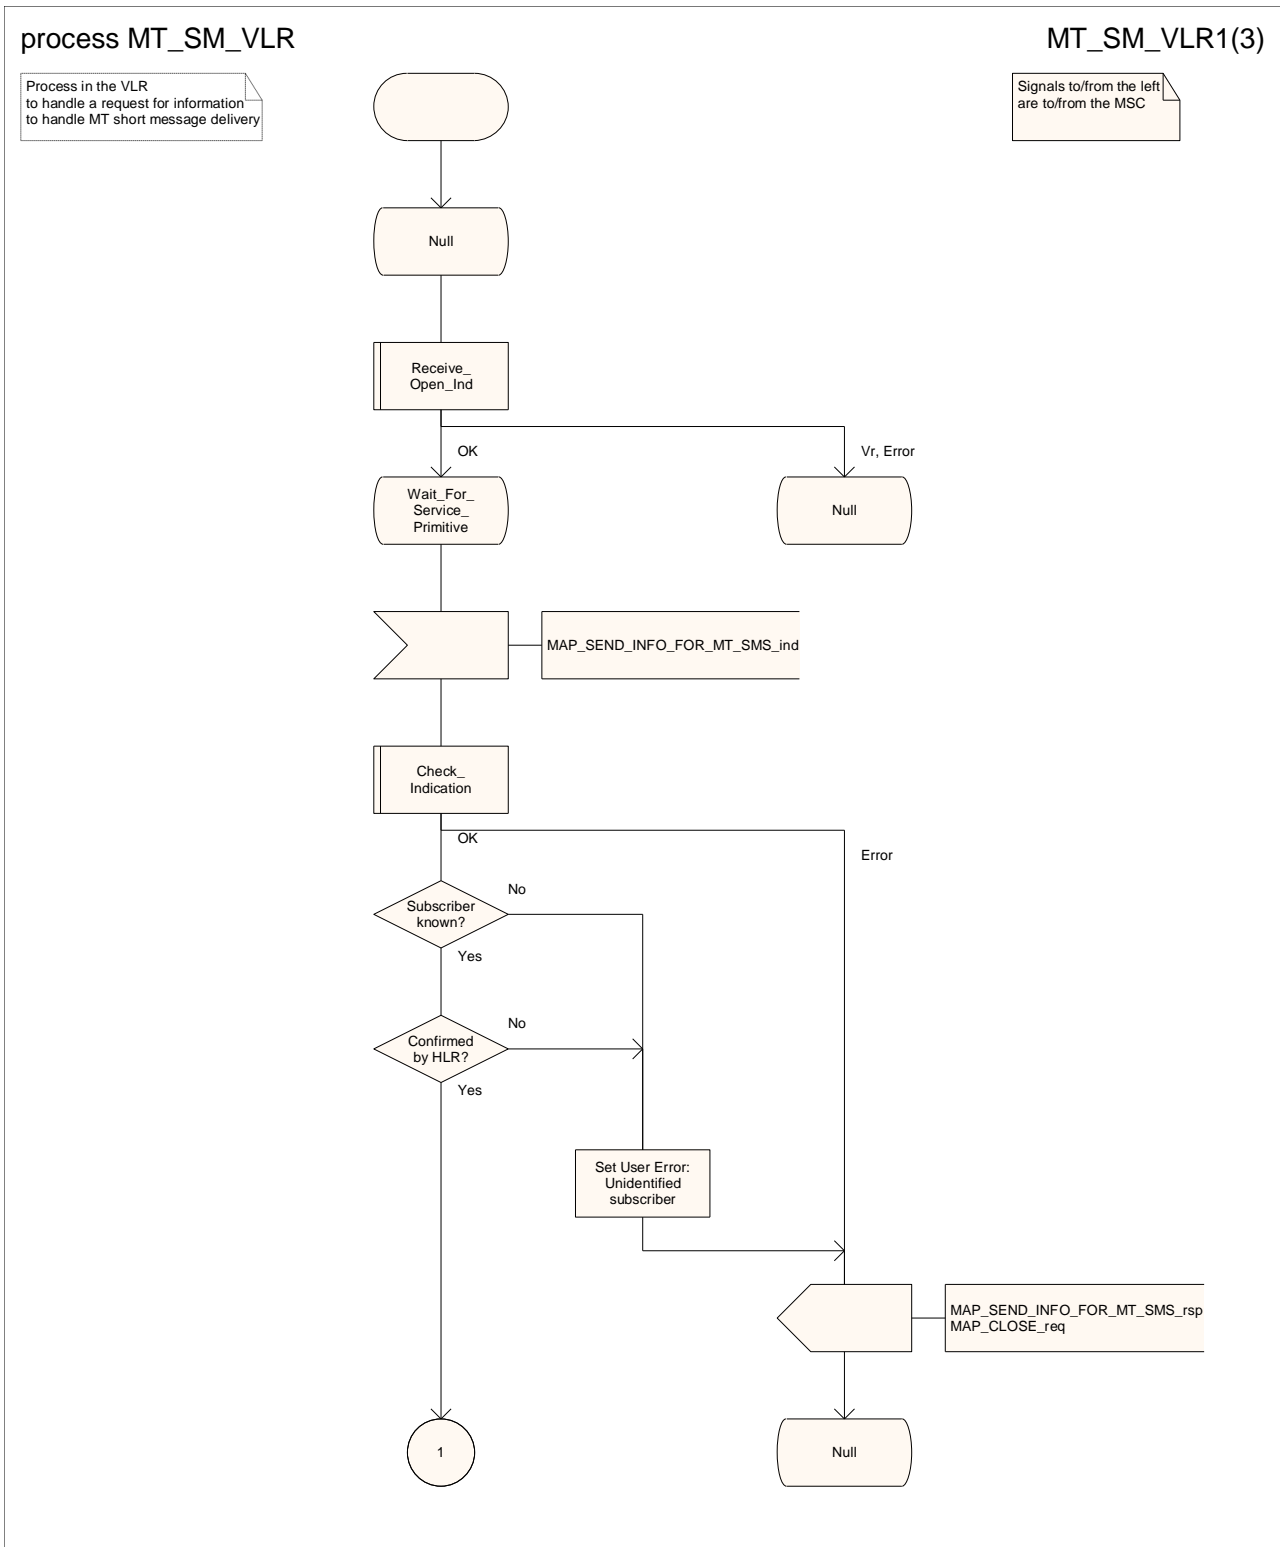 process MT_SM_VLR
MT_SM_VLR1(3)
Process in the VLR
to handle a request for information
to handle MT short message delivery
Signals to/from the left
are to/from the MSC
Null
Receive_
Open_Ind
OK
Vr, Error
Wait_For_
Service_
Primitive
Null
MAP_SEND_INFO_FOR_MT_SMS_ind
Check_
Indication
OK
Error
No
Subscriber
known?
Yes
No
Confirmed
by HLR?
Yes
Set User Error:
Unidentified
subscriber
MAP_SEND_INFO_FOR_MT_SMS_rsp
MAP_CLOSE_req
1
Null